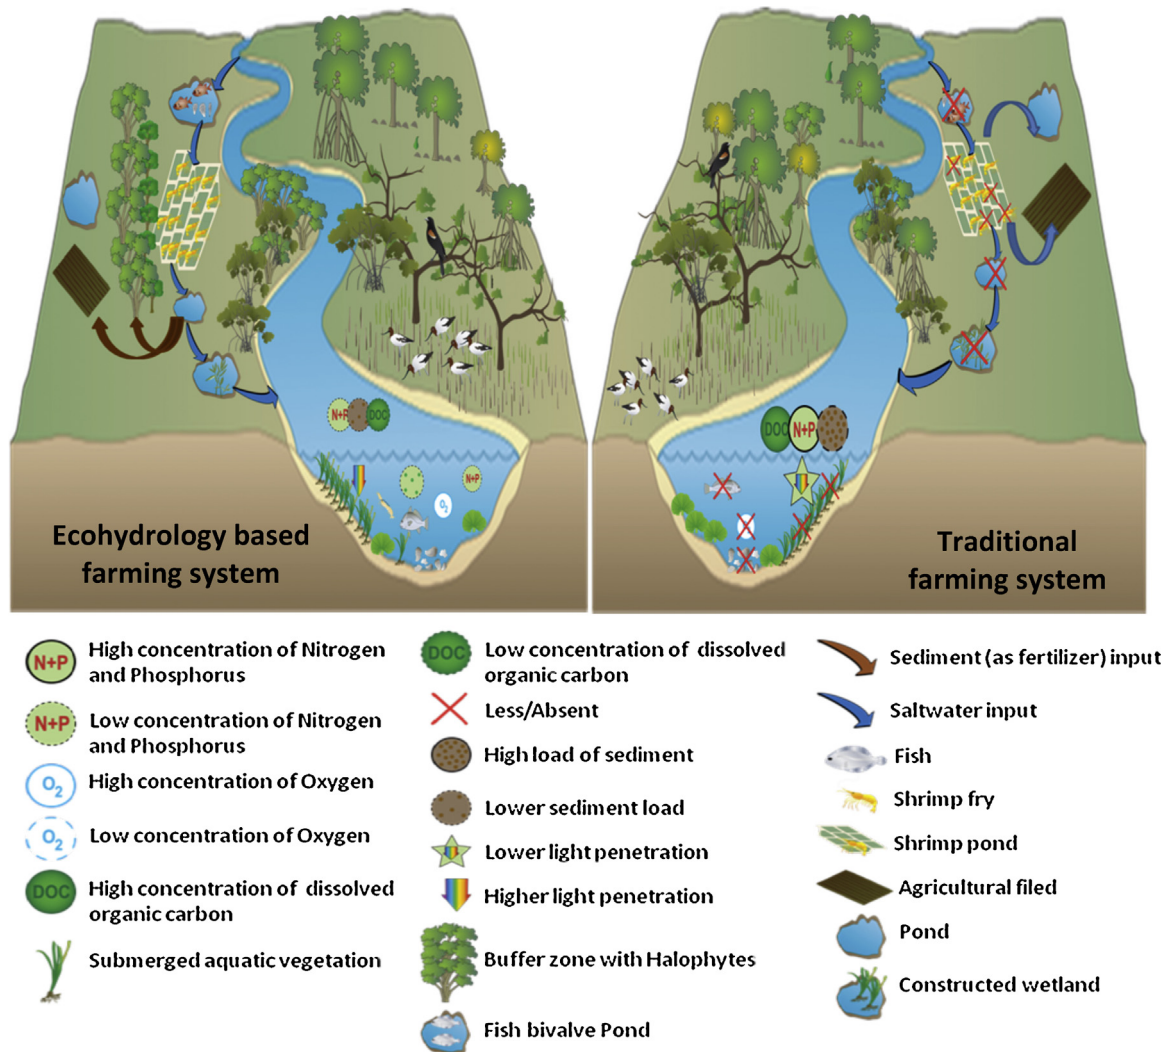 N+P
DOC
DOC
N+P
N+P
O₂
Ecohydrology based
farming system
Traditional
farming system
N+P
High concentration of Nitrogen
and Phosphorus
N+P
Low concentration of Nitrogen
and Phosphorus
O₂
High concentration of Oxygen
O₂
Low concentration of Oxygen
DOC
High concentration of dissolved
organic carbon
Submerged aquatic vegetation
DOC
Low concentration of dissolved
organic carbon
Less/Absent
High load of sediment
Lower sediment load
Lower light penetration
Higher light penetration
Buffer zone with Halophytes
Fish bivalve Pond
Sediment (as fertilizer) input
Saltwater input
Fish
Shrimp fry
Shrimp pond
Agricultural filed
Pond
Constructed wetland